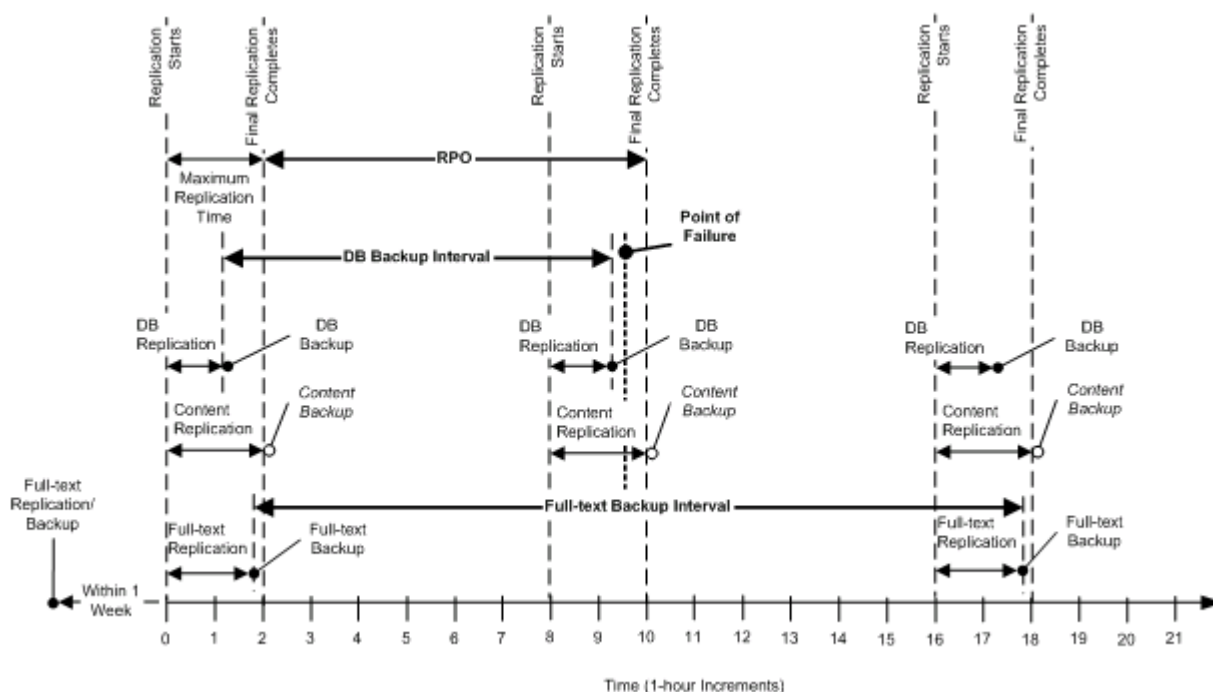 Replication
Starts
Final Replication
Completes
Replication
Starts
Final Replication
Completes
Replication
Starts
Final Replication
Completes
RPO
Maximum
Replication
Time
Point of
Failure
DB Backup Interval
DB
Replication
DB
Backup
DB
Replication
DB
Backup
DB
Replication
DB
Backup
Content
Replication
Content
Backup
Content
Replication
Content
Backup
Content
Replication
Content
Backup
Full-text
Replication/
Backup
Full-text Backup Interval
Full-text
Replication
Full-text
Backup
Full-text
Replication
Full-text
Backup
Within 1
Week
0 1 2 3 4 5 6 7 8 9 10 11 12 13 14 15 16 17 18 19 20 21
Time (1-hour Increments)